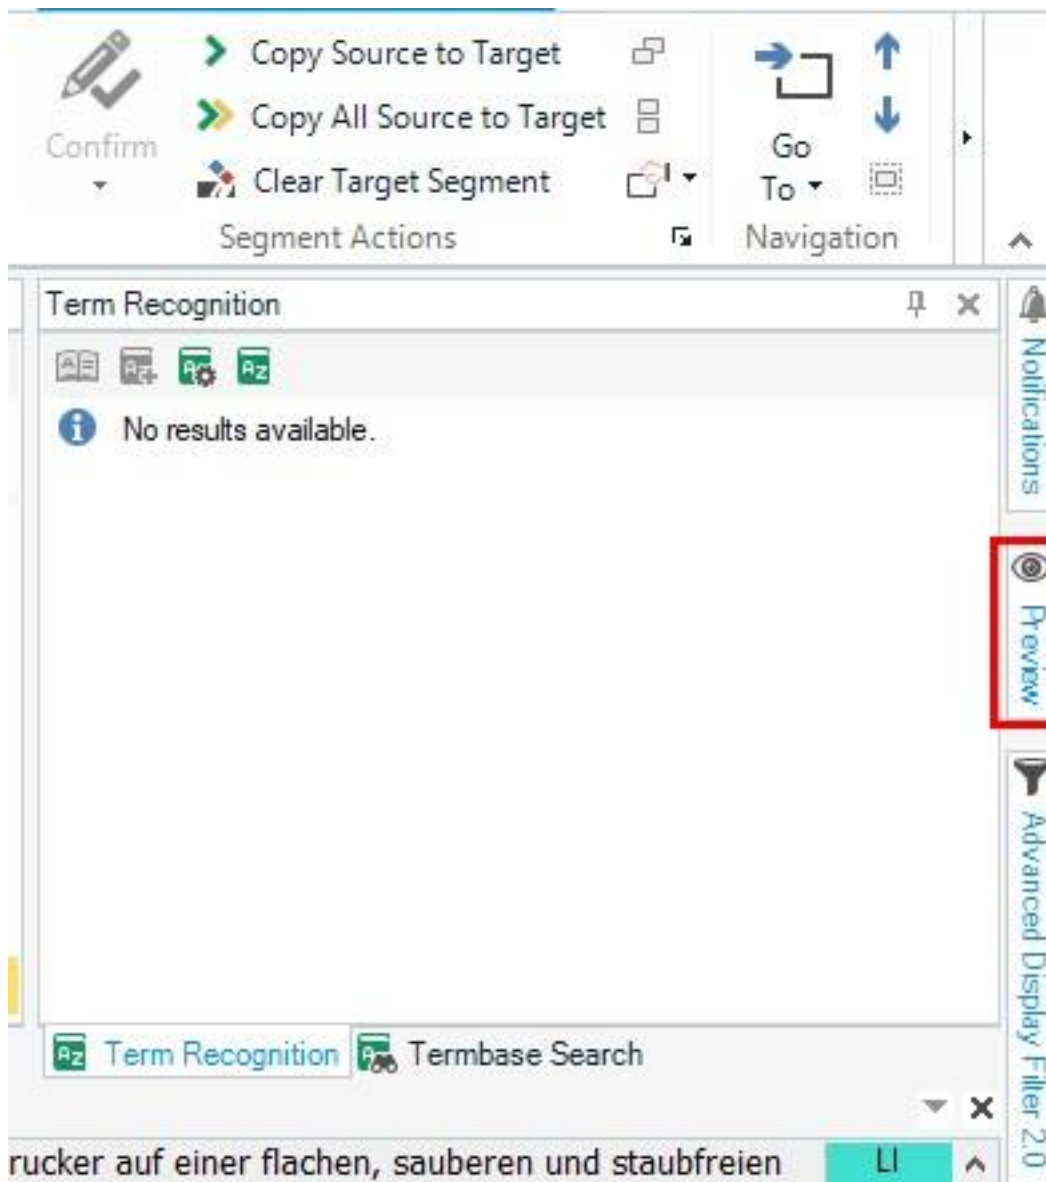 Copy Source to Target
Copy All Source to Target
Confirm
Clear Target Segment
Go
To
Segment Actions
Navigation
Term Recognition
No results available.
Notifications
Preview
Advanced Display Filter 2.0
Term Recognition
Termbase Search
rucker auf einer flachen, sauberen und staubfreien
LI